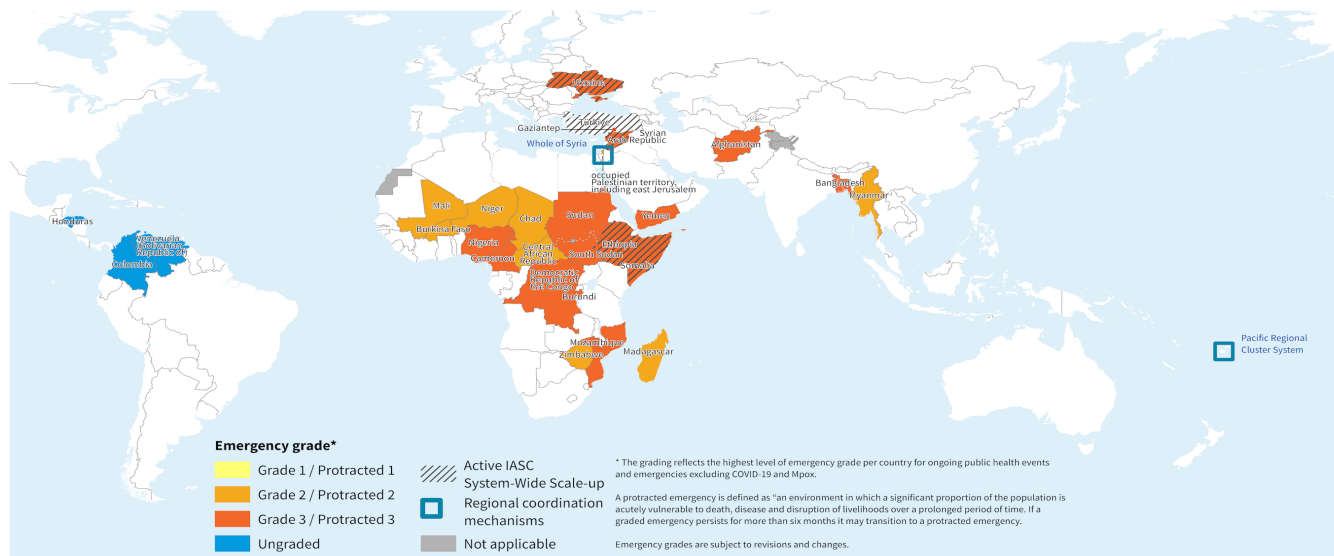 Ukraine
Türkiye
Gaziantep
Syrian
Arab Republic
Whole of Syria
Afghanistan
occupied
Palestinian territory,
including east Jerusalem
Bangladesh
Myanmar
Honduras
Venezuela
(Bolivarian
Republic of)
Colombia
Mali
Niger
Chad
Sudan
Yemen
Burkina Faso
Nigeria
Ethiopia
Central
African
Republic
South Sudan
Cameroon
Somalia
Democratic
Republic of
the Congo
Burundi
Mozambique
Zimbabwe
Madagascar
Pacific Regional
Cluster System
Emergency grade*
Grade 1 / Protracted 1
Grade 2 / Protracted 2
Grade 3 / Protracted 3
Ungraded
Active IASC
System-Wide Scale-up
Regional coordination
mechanisms
Not applicable
* The grading reflects the highest level of emergency grade per country for ongoing public health events
and emergencies excluding COVID-19 and Mpox.
A protracted emergency is defined as "an environment in which a significant proportion of the population is
acutely vulnerable to death, disease and disruption of livelihoods over a prolonged period of time. If a
graded emergency persists for more than six months it may transition to a protracted emergency.
Emergency grades are subject to revisions and changes.